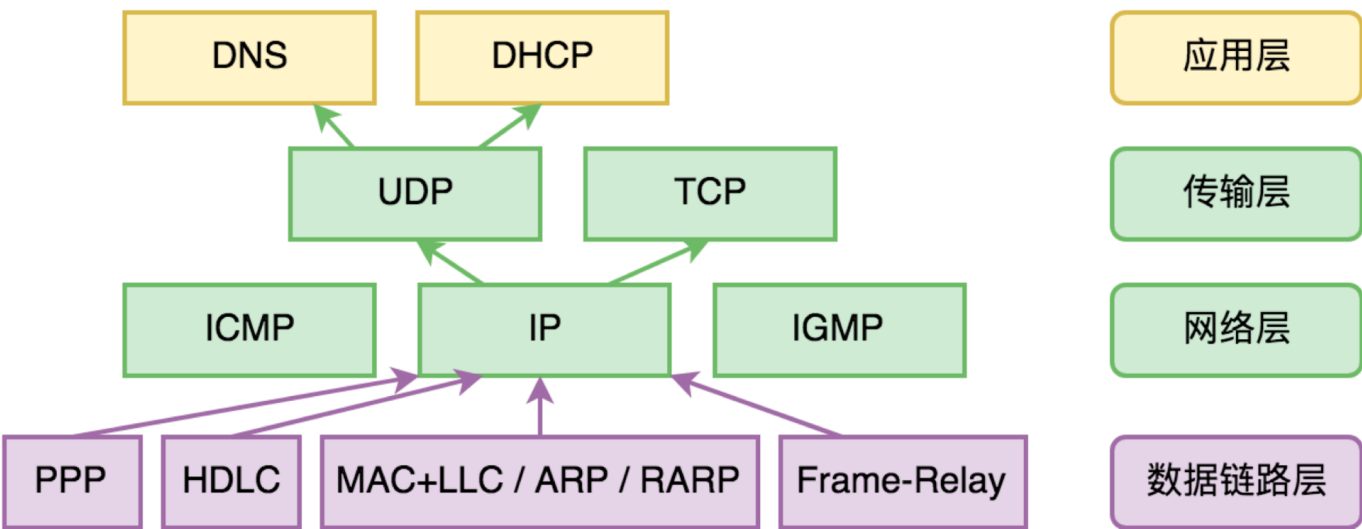 DNS
DHCP
应用层
UDP
TCP
传输层
ICMP
IP
IGMP
网络层
PPP
HDLC
MAC+LLC / ARP / RARP
Frame-Relay
数据链路层